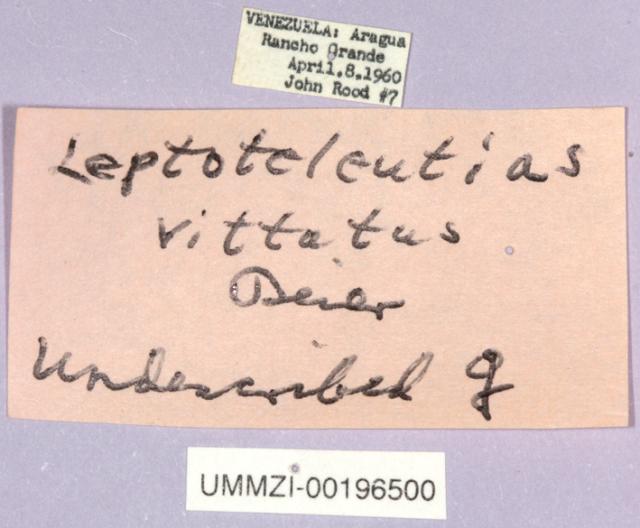 VENEZUELA: Aragua
Rancho Grande
April.8.1960
John Rood #7
Leptoteleutias
vittatus
Beier
Undescribed ♀
UMMZI-00196500